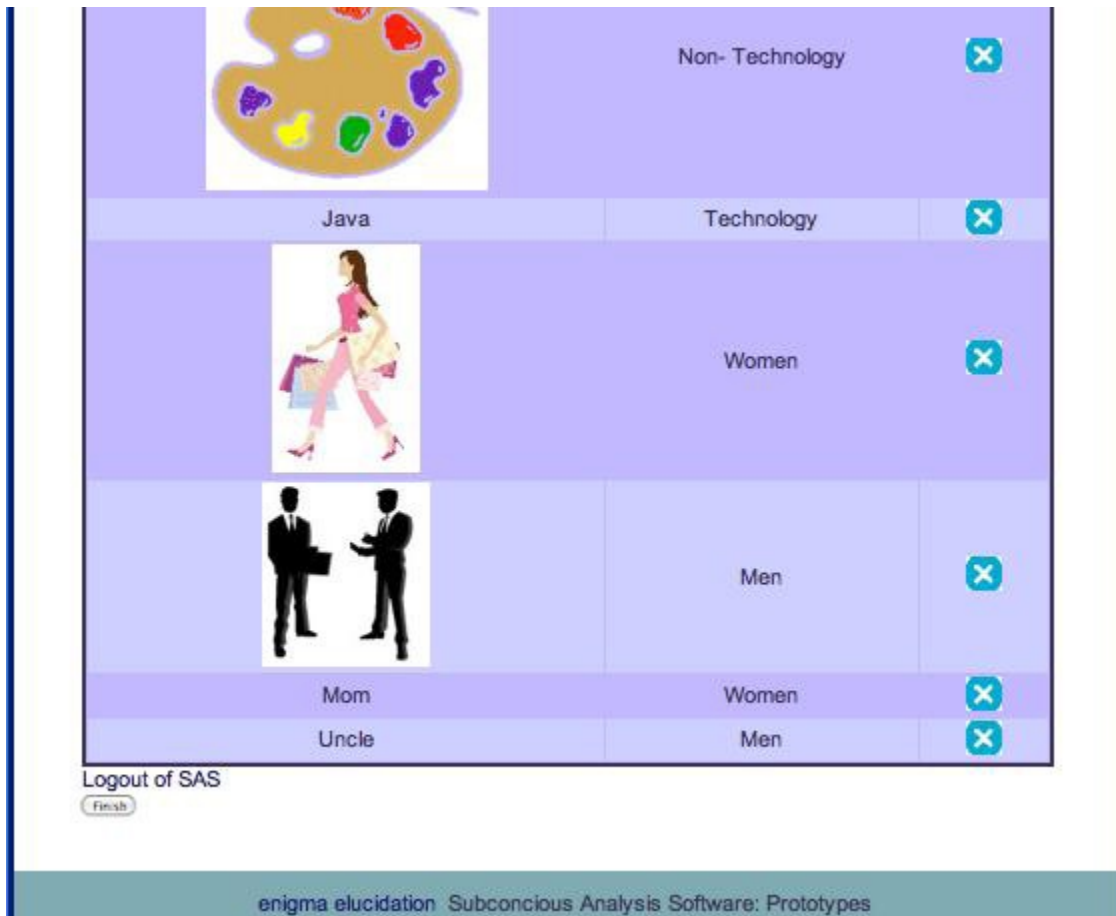 Non- Technology
Java Technology
Women
Men
Mom Women
Uncle Men
Logout of SAS
Finish
enigma elucidation Subconcious Analysis Software: Prototypes